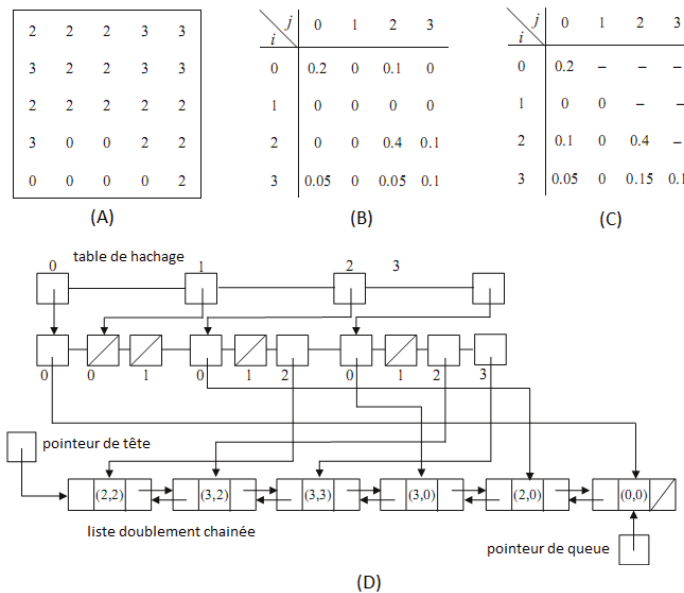 2 2 2 3 3
3 2 2 3 3
2 2 2 2 2
3 0 0 2 2
0 0 0 0 2
(A)
j 0 1 2 3
i
0 0.2 0 0.1 0
1 0 0 0 0
2 0 0 0.4 0.1
3 0.05 0 0.05 0.1
(B)
j 0 1 2 3
i
0 0.2 – – –
1 0 0 – –
2 0.1 0 0.4 –
3 0.05 0 0.15 0.1
(C)
table de hachage
0 1 2 3
0 0 1 0 1 2 0 1 2 3
pointeur de tête
(2,2) (3,2) (3,3) (3,0) (2,0) (0,0)
liste doublement chainée
pointeur de queue
(D)